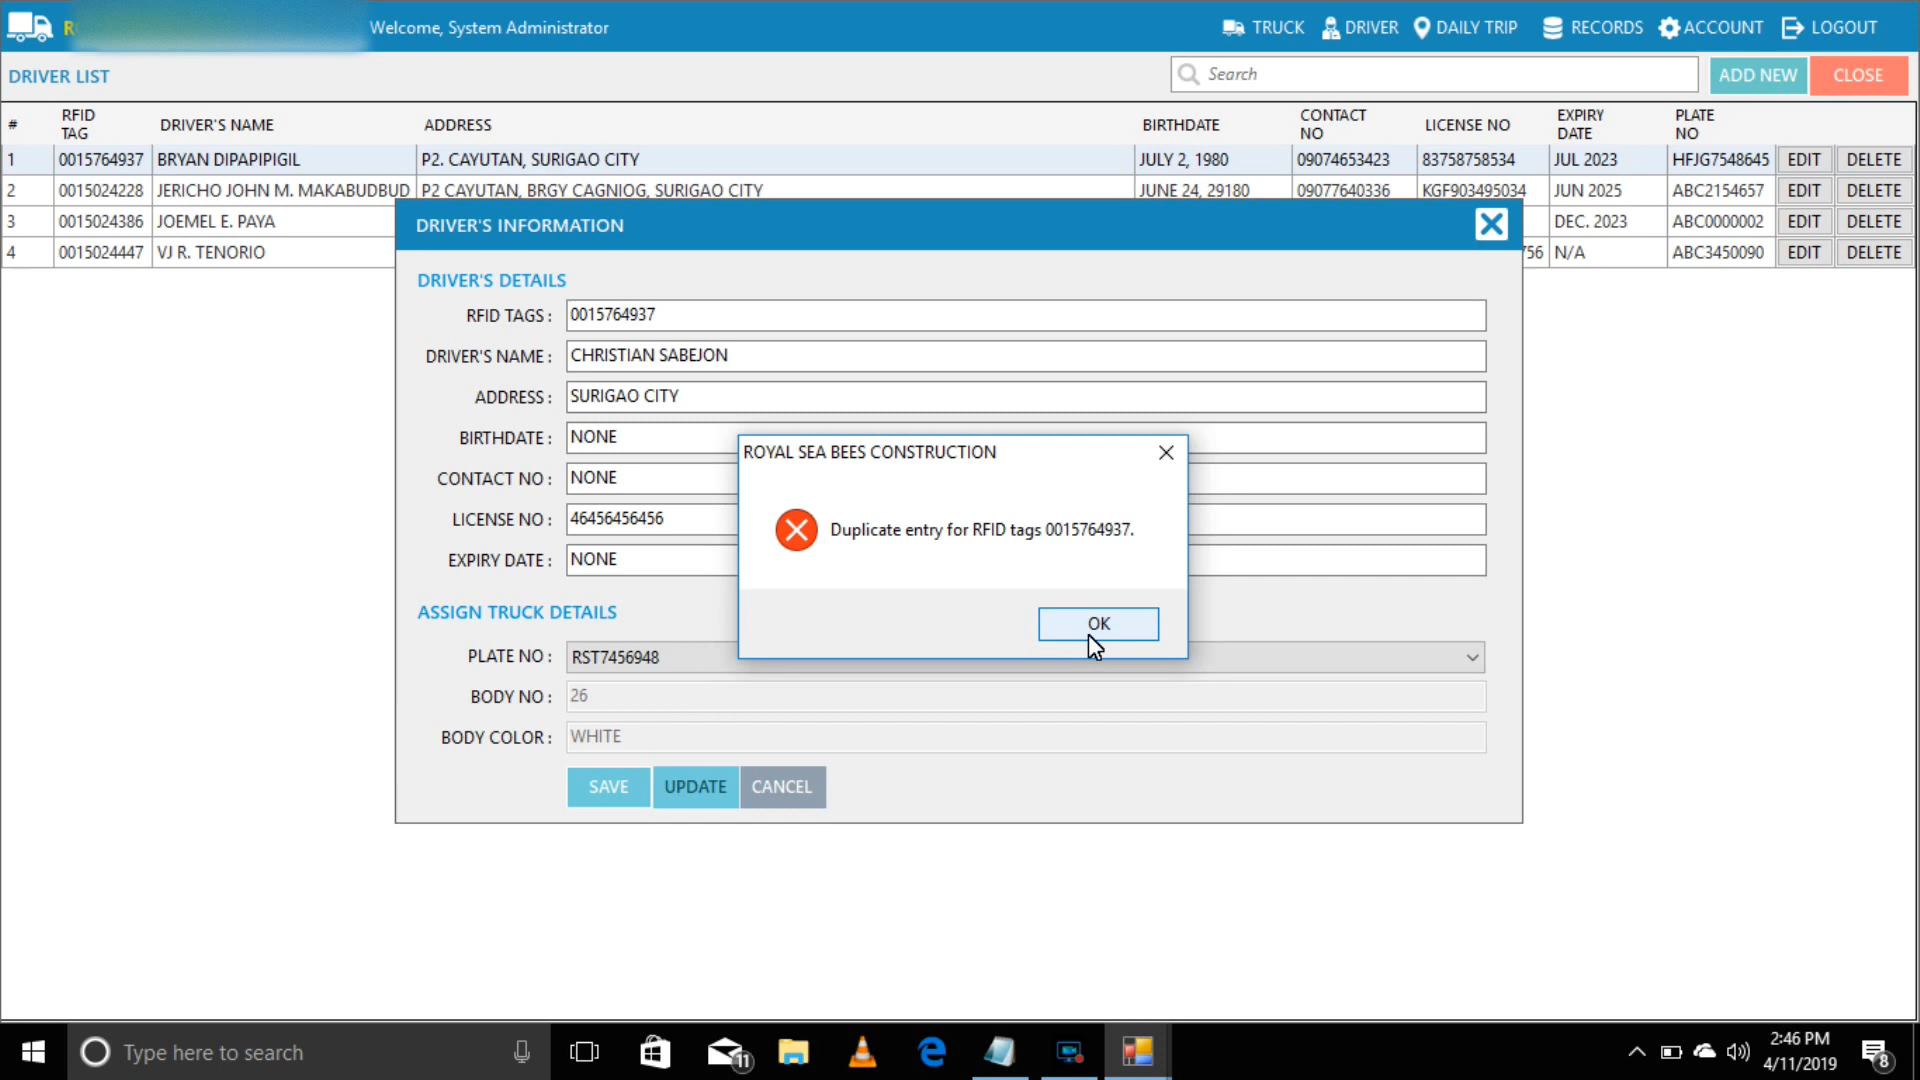 Welcome, System Administrator
TRUCK DRIVER DAILY TRIP RECORDS ACCOUNT LOGOUT
DRIVER LIST
Search
ADD NEW CLOSE
# RFID TAG DRIVER'S NAME ADDRESS BIRTHDATE CONTACT NO LICENSE NO EXPIRY DATE PLATE NO
1 0015764937 BRYAN DIPAPIPIGIL P2. CAYUTAN, SURIGAO CITY JULY 2, 1980 09074653423 83758758534 JUL 2023 HFJG7548645 EDIT DELETE
2 0015024228 JERICHO JOHN M. MAKABUDBUD P2 CAYUTAN, BRGY CAGNIOG, SURIGAO CITY JUNE 24, 29180 09077640336 KGF903495034 JUN 2025 ABC2154657 EDIT DELETE
3 0015024386 JOEMEL E. PAYA DEC. 2023 ABC0000002 EDIT DELETE
4 0015024447 VJ R. TENORIO 756 N/A ABC3450090 EDIT DELETE
DRIVER'S INFORMATION
DRIVER'S DETAILS
RFID TAGS : 0015764937
DRIVER'S NAME : CHRISTIAN SABEJON
ADDRESS : SURIGAO CITY
BIRTHDATE : NONE
CONTACT NO : NONE
LICENSE NO : 46456456456
EXPIRY DATE : NONE
ROYAL SEA BEES CONSTRUCTION
Duplicate entry for RFID tags 0015764937.
OK
ASSIGN TRUCK DETAILS
PLATE NO : RST7456948
BODY NO : 26
BODY COLOR : WHITE
SAVE UPDATE CANCEL
Type here to search
11
2:46 PM
4/11/2019
8